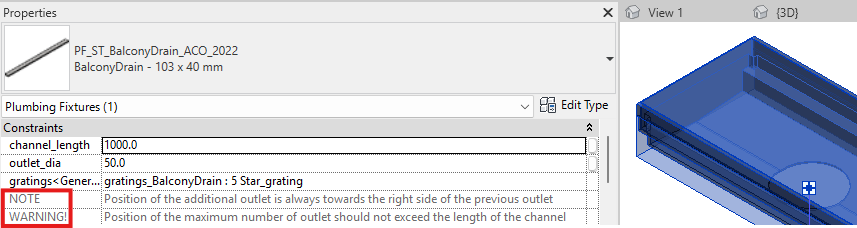 Properties
View 1
{3D}
PF_ST_BalconyDrain_ACO_2022
BalconyDrain - 103 x 40 mm
Plumbing Fixtures (1)
Edit Type
Constraints
channel_length 1000.0
outlet_dia 50.0
gratings<Gener... gratings_BalconyDrain : 5 Star_grating
NOTE Position of the additional outlet is always towards the right side of the previous outlet
WARNING! Position of the maximum number of outlet should not exceed the length of the channel